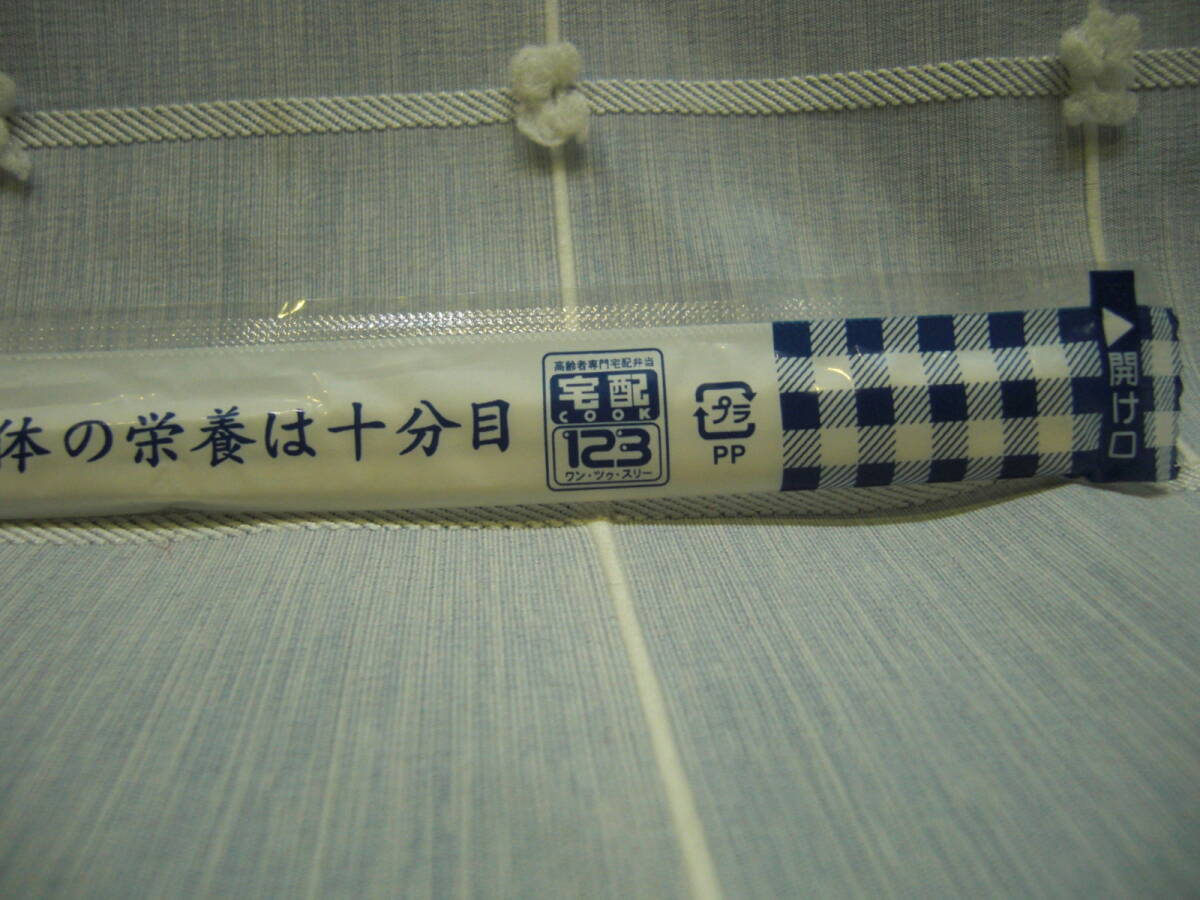 体の栄養は十分目
高齢者専門宅配弁当
宅配
COOK
123
ワン・ツゥ・スリー
プラ
PP
開け口